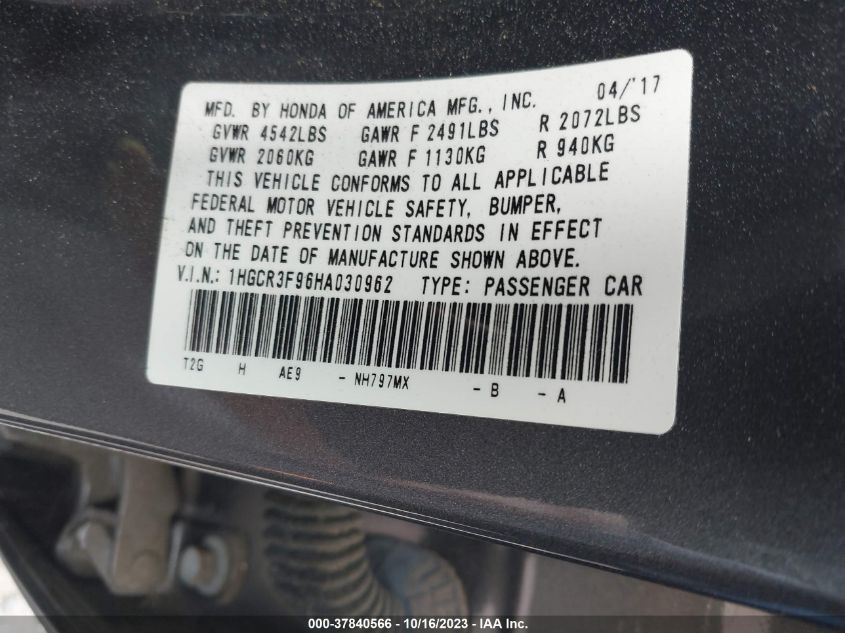 MFD. BY HONDA OF AMERICA MFG., INC. 04/'17
GVWR 4542LBS GAWR F 2491LBS R 2072LBS
GVWR 2060KG GAWR F 1130KG R 940KG
THIS VEHICLE CONFORMS TO ALL APPLICABLE
FEDERAL MOTOR VEHICLE SAFETY, BUMPER,
AND THEFT PREVENTION STANDARDS IN EFFECT
ON THE DATE OF MANUFACTURE SHOWN ABOVE.
V.I.N.: 1HGCR3F96HA030962 TYPE: PASSENGER CAR
T2G H AE9 - NH797MX - B - A
000-37840566 - 10/16/2023 - IAA Inc.